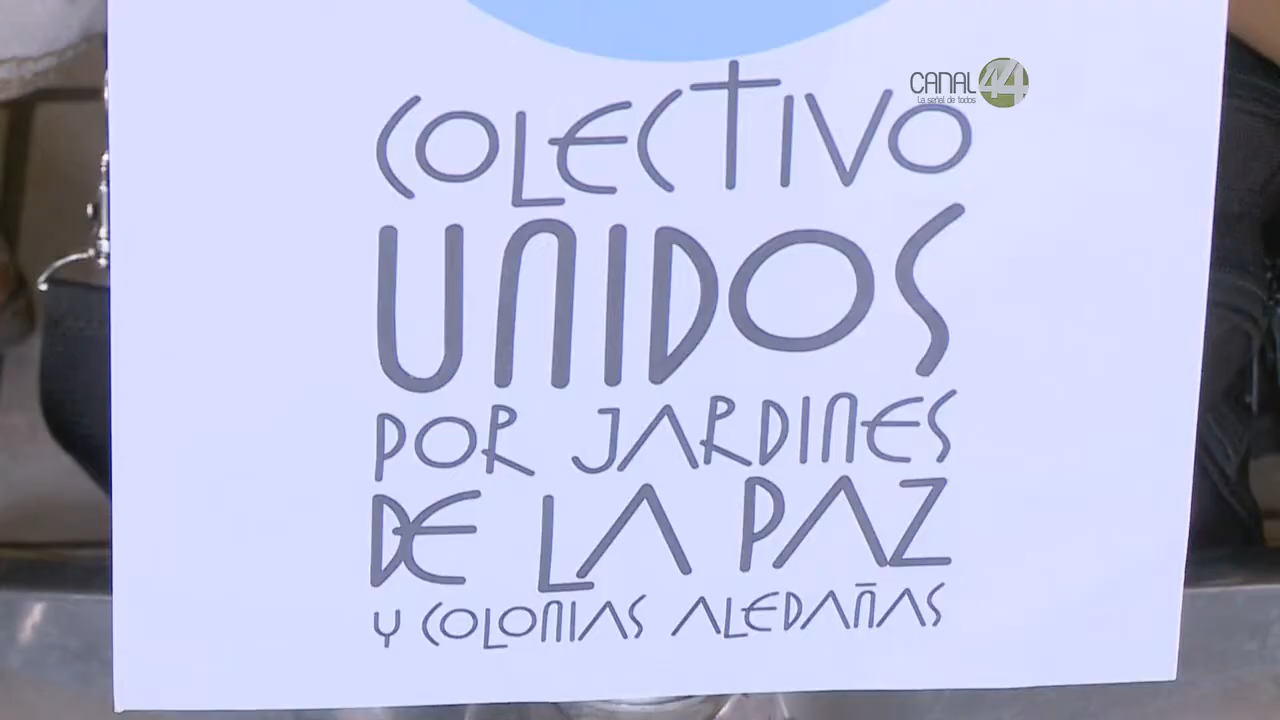 CANAL 44
La señal de todos
COLECTIVO
UNIDOS
POR JARDINES
DE LA PAZ
Y COLONIAS ALEDAÑAS